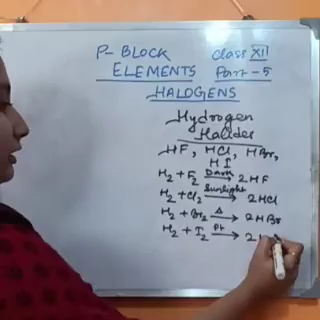 P-BLOCK Class XII
ELEMENTS Part-5
HALOGENS
Hydrogen
Halides
HF, HCl, HBr,
HI
H₂ + F₂ Dark → 2HF
H₂ + Cl₂ Sunlight → 2HCl
H₂ + Br₂ Δ → 2HBr
H₂ + I₂ Pt → 2